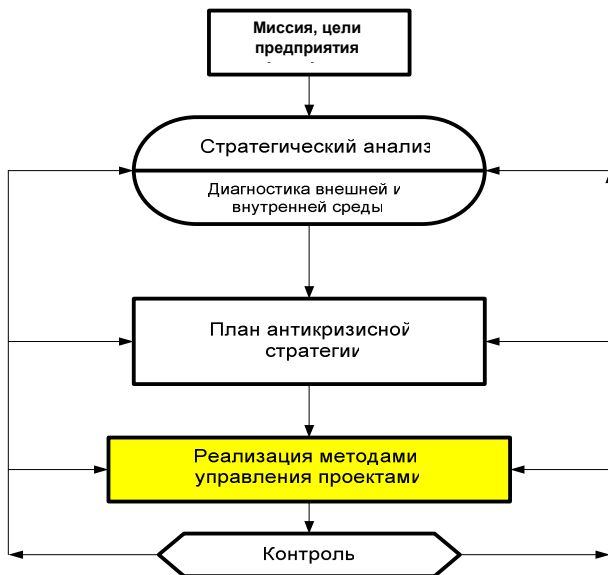 Миссия, цели
предприятия
Стратегический анализ
Диагностика внешней и
внутренней среды
План антикризисной
стратегии
Реализация методами
управления проектами
Контроль